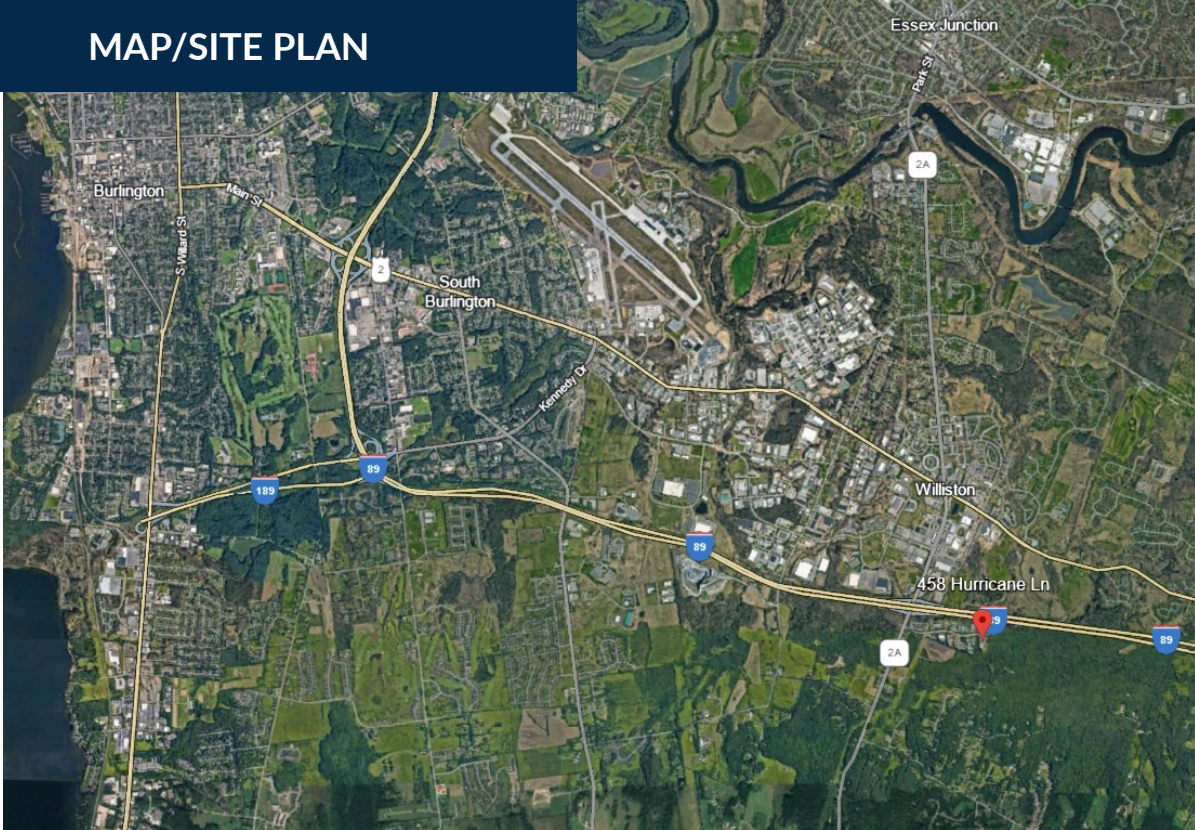 MAP/SITE PLAN
Essex Junction
Park St
2A
Burlington
Main St
S Willard St
2
South
Burlington
Kennedy Dr
89
189
Williston
89
458 Hurricane Ln
89
2A
89